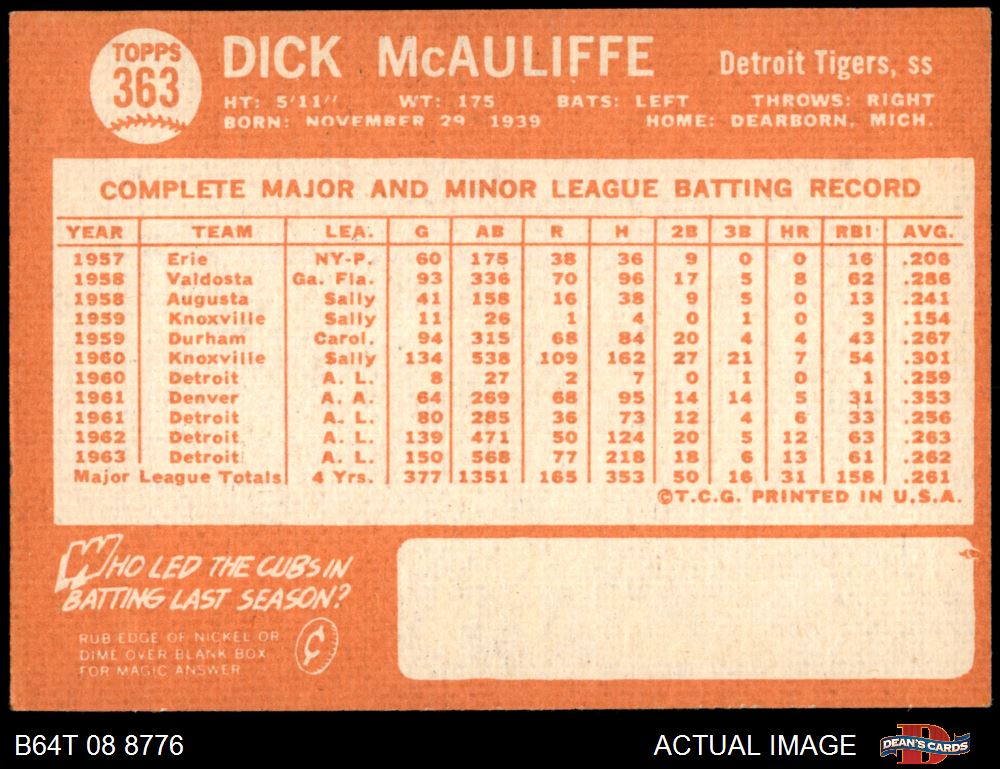 TOPPS
363
DICK McAULIFFE
Detroit Tigers, ss
HT: 5'11" WT: 175 BATS: LEFT THROWS: RIGHT
BORN: NOVEMBER 29 1939 HOME: DEARBORN, MICH.
COMPLETE MAJOR AND MINOR LEAGUE BATTING RECORD
YEAR TEAM LEA. G AB R H 2B 3B HR RBI AVG.
1957 Erie NY-P. 60 175 38 36 9 0 0 16 .206
1958 Valdosta Ga. Fla. 93 336 70 96 17 5 8 62 .286
1958 Augusta Sally 41 158 16 38 9 5 0 13 .241
1959 Knoxville Sally 11 26 1 4 0 1 0 3 .154
1959 Durham Carol. 94 315 68 84 20 4 4 43 .267
1960 Knoxville Sally 134 538 109 162 27 21 7 54 .301
1960 Detroit A. L. 8 27 2 7 0 1 0 1 .259
1961 Denver A. A. 64 269 68 95 14 14 5 31 .353
1961 Detroit A. L. 80 285 36 73 12 4 6 33 .256
1962 Detroit A. L. 139 471 50 124 20 5 12 63 .263
1963 Detroit A. L. 150 568 77 218 18 6 13 61 .262
Major League Totals 4 Yrs. 377 1351 165 353 50 16 31 158 .261
©T.C.G. PRINTED IN U.S.A.
WHO LED THE CUBS IN
BATTING LAST SEASON?
RUB EDGE OF NICKEL OR
DIME OVER BLANK BOX
FOR MAGIC ANSWER
¢
B64T 08 8776
ACTUAL IMAGE
DEAN'S CARDS